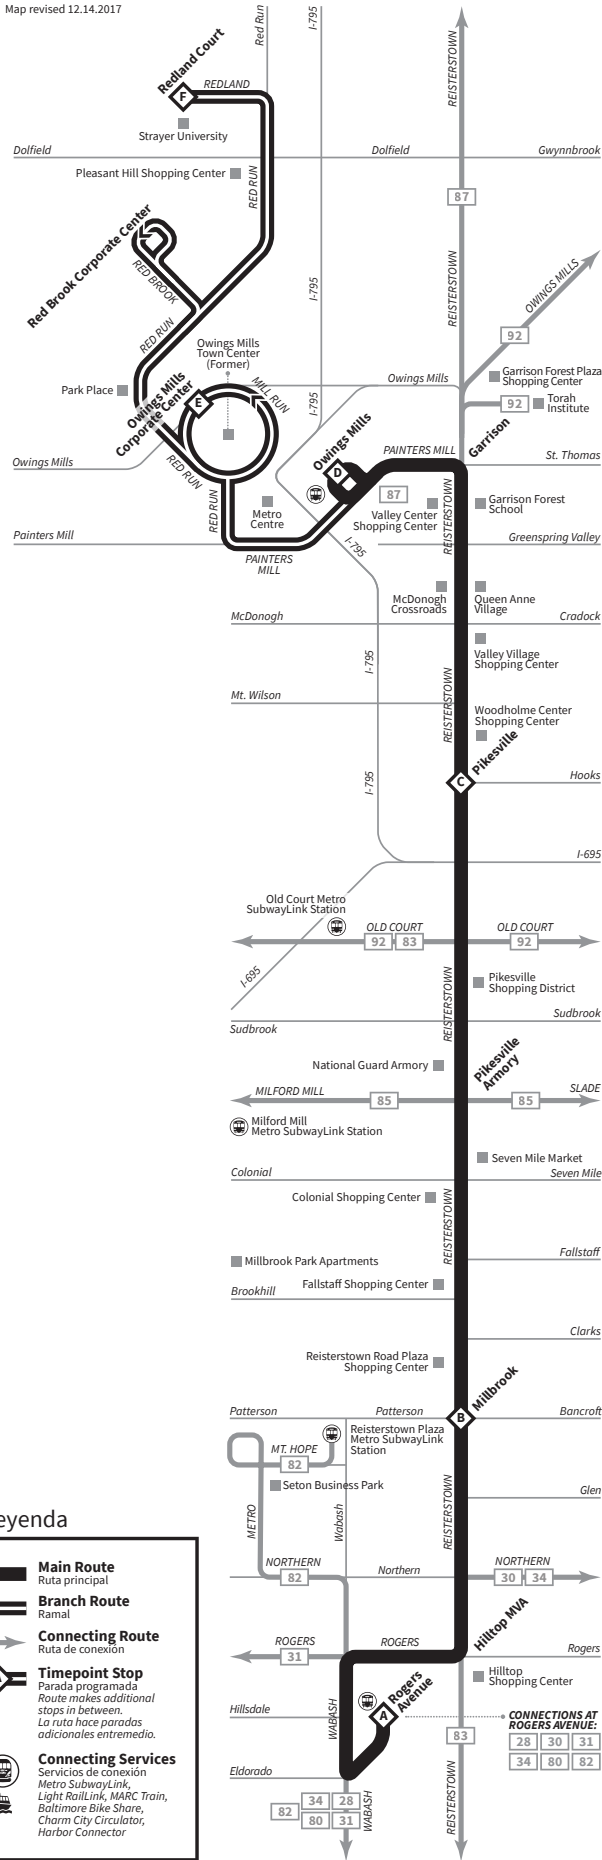 Map revised 12.14.2017
Red Run
I-795
REISTERSTOWN
Redland Court
F
REDLAND
Strayer University
Dolfield
Dolfield
Gwynnbrook
Pleasant Hill Shopping Center
RED RUN
87
Red Brook Corporate Center
RED BROOK
I-795
REISTERSTOWN
OWINGS MILLS
92
RED RUN
Owings Mills
Town Center
(Former)
MILL RUN
Owings Mills
Garrison Forest Plaza
Shopping Center
Park Place
Owings Mills
Corporate Center
E
I-795
92
Torah
Institute
Owings Mills
D
PAINTERS MILL
Garrison
Owings Mills
St. Thomas
RED RUN
RED RUN
Metro
Centre
87
Valley Center
Shopping Center
REISTERSTOWN
Garrison Forest
School
Painters Mill
PAINTERS
MILL
I-795
Greenspring Valley
McDonogh
Crossroads
Queen Anne
Village
McDonogh
Cradock
I-795
Valley Village
Shopping Center
Mt. Wilson
REISTERSTOWN
Woodholme Center
Shopping Center
Pikesville
C
I-795
Hooks
I-695
Old Court Metro
SubwayLink Station
OLD COURT
OLD COURT
92
83
92
I-695
REISTERSTOWN
Pikesville
Shopping District
Sudbrook
Sudbrook
National Guard Armory
Pikesville
Armory
MILFORD MILL
SLADE
85
85
Milford Mill
Metro SubwayLink Station
Seven Mile Market
Colonial
Seven Mile
Colonial Shopping Center
REISTERSTOWN
Millbrook Park Apartments
Fallstaff
Fallstaff Shopping Center
Brookhill
Clarks
Reisterstown Road Plaza
Shopping Center
Millbrook
Patterson
Patterson
B
Bancroft
Reisterstown Plaza
Metro SubwayLink
Station
MT. HOPE
82
Seton Business Park
Glen
METRO
Wabash
REISTERSTOWN
NORTHERN
82
Northern
NORTHERN
30
34
Hilltop MVA
ROGERS
31
ROGERS
Rogers
Hilltop
Shopping Center
Rogers
Avenue
A
Hillsdale
WABASH
83
CONNECTIONS AT
ROGERS AVENUE:
28
30
31
34
80
82
Eldorado
82
34
28
80
31
WABASH
REISTERSTOWN
eyenda
Main Route
Ruta principal
Branch Route
Ramal
Connecting Route
Ruta de conexión
Timepoint Stop
Parada programada
Route makes additional
stops in between.
La ruta hace paradas
adicionales entremedio.
Connecting Services
Servicios de conexión
Metro SubwayLink,
Light RailLink, MARC Train,
Baltimore Bike Share,
Charm City Circulator,
Harbor Connector